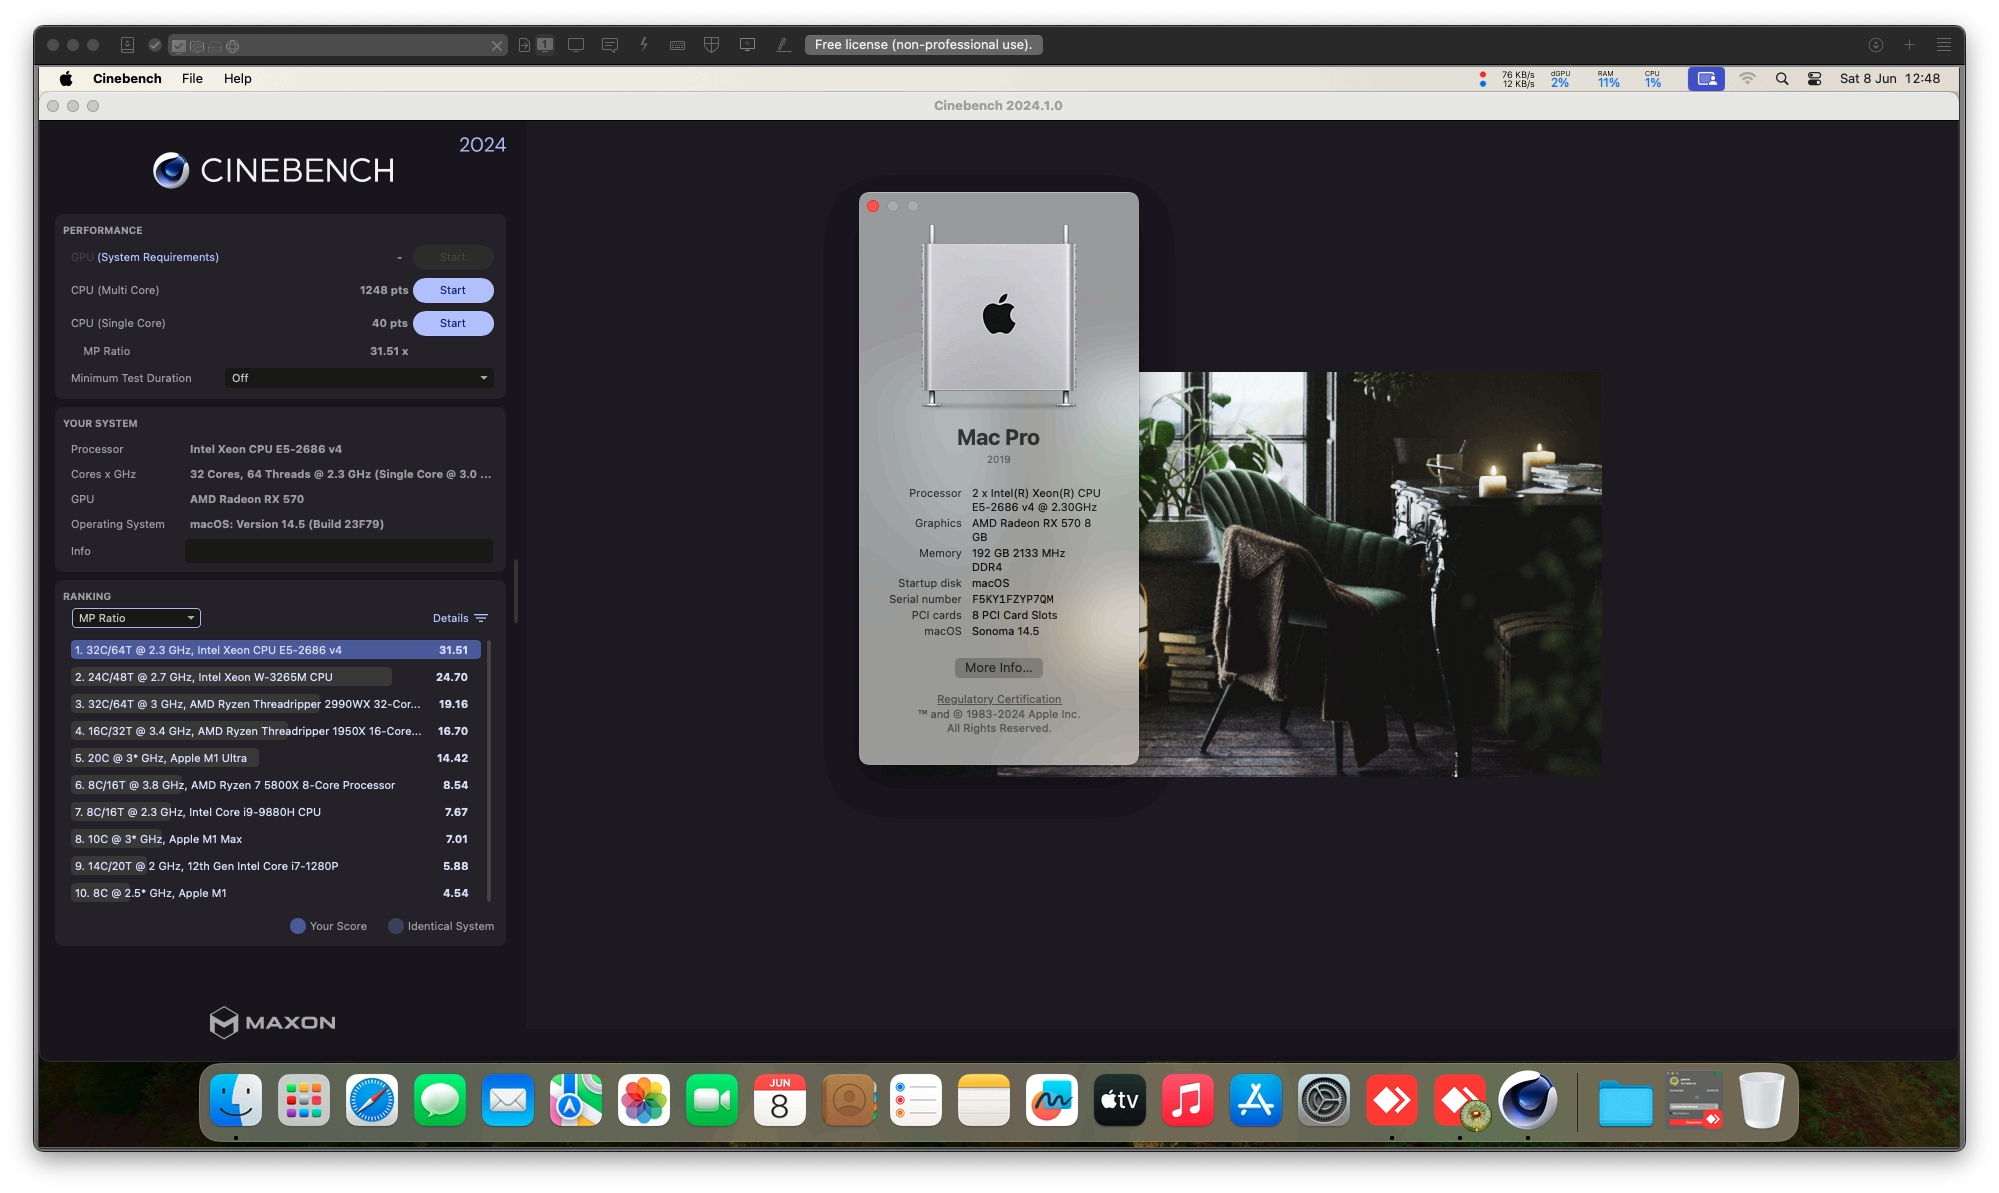 1
Free license (non-professional use).
Cinebench File Help
76 KB/s
12 KB/s
dGPU
2%
RAM
11%
CPU
1%
Sat 8 Jun 12:48
Cinebench 2024.1.0
2024
CINEBENCH
PERFORMANCE
GPU (System Requirements) - Start
CPU (Multi Core) 1248 pts Start
CPU (Single Core) 40 pts Start
MP Ratio 31.51 x
Minimum Test Duration Off
YOUR SYSTEM
Processor Intel Xeon CPU E5-2686 v4
Cores x GHz 32 Cores, 64 Threads @ 2.3 GHz (Single Core @ 3.0 ...
GPU AMD Radeon RX 570
Operating System macOS: Version 14.5 (Build 23F79)
Info
RANKING
MP Ratio Details
1. 32C/64T @ 2.3 GHz, Intel Xeon CPU E5-2686 v4 31.51
2. 24C/48T @ 2.7 GHz, Intel Xeon W-3265M CPU 24.70
3. 32C/64T @ 3 GHz, AMD Ryzen Threadripper 2990WX 32-Cor... 19.16
4. 16C/32T @ 3.4 GHz, AMD Ryzen Threadripper 1950X 16-Core... 16.70
5. 20C @ 3* GHz, Apple M1 Ultra 14.42
6. 8C/16T @ 3.8 GHz, AMD Ryzen 7 5800X 8-Core Processor 8.54
7. 8C/16T @ 2.3 GHz, Intel Core i9-9880H CPU 7.67
8. 10C @ 3* GHz, Apple M1 Max 7.01
9. 14C/20T @ 2 GHz, 12th Gen Intel Core i7-1280P 5.88
10. 8C @ 2.5* GHz, Apple M1 4.54
Your Score Identical System
MAXON
Mac Pro
2019
Processor 2 x Intel(R) Xeon(R) CPU
E5-2686 v4 @ 2.30GHz
Graphics AMD Radeon RX 570 8
GB
Memory 192 GB 2133 MHz
DDR4
Startup disk macOS
Serial number F5KY1FZYP7QM
PCI cards 8 PCI Card Slots
macOS Sonoma 14.5
More Info...
Regulatory Certification
™ and © 1983-2024 Apple Inc.
All Rights Reserved.
JUN
8
tv